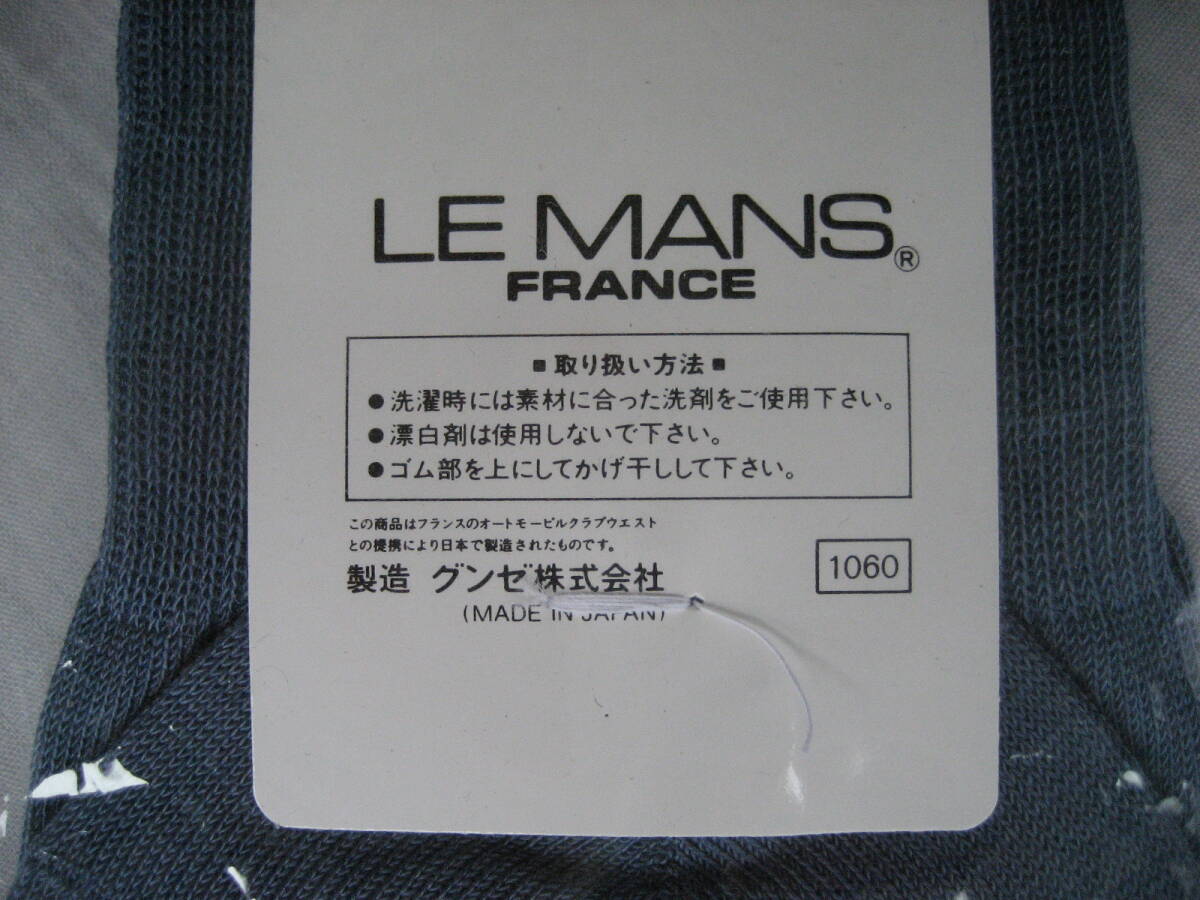 LE MANS®
FRANCE
■ 取り扱い方法 ■
●洗濯時には素材に合った洗剤をご使用下さい。
●漂白剤は使用しないで下さい。
●ゴム部を上にしてかげ干しして下さい。
この商品はフランスのオートモービルクラブウエスト
との提携により日本で製造されたものです。
製造 グンゼ株式会社
(MADE IN JAPAN)
1060